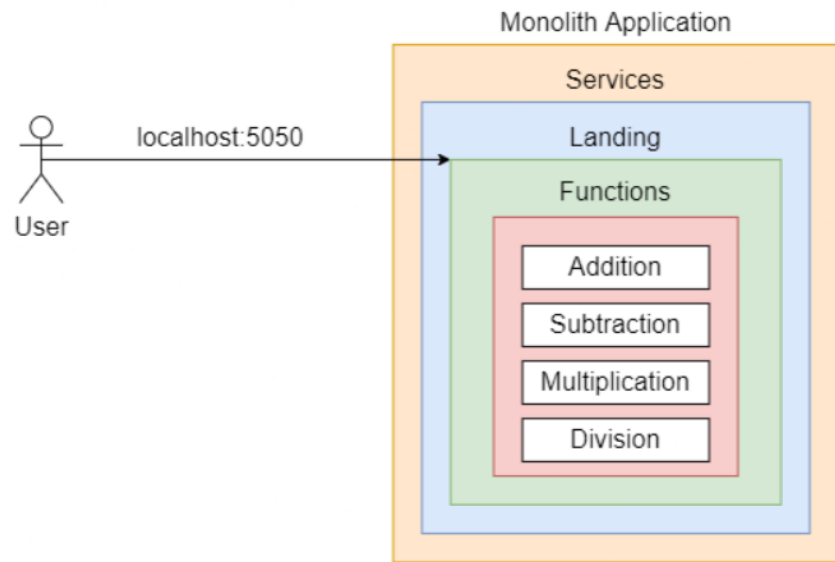 Monolith Application
Services
localhost:5050
Landing
User
Functions
Addition
Subtraction
Multiplication
Division